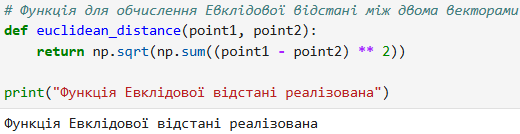 # Функція для обчислення Евклідової відстані між двома векторами
def euclidean_distance(point1, point2):
    return np.sqrt(np.sum((point1 - point2) ** 2))
print("Функція Евклідової відстані реалізована")
Функція Евклідової відстані реалізована